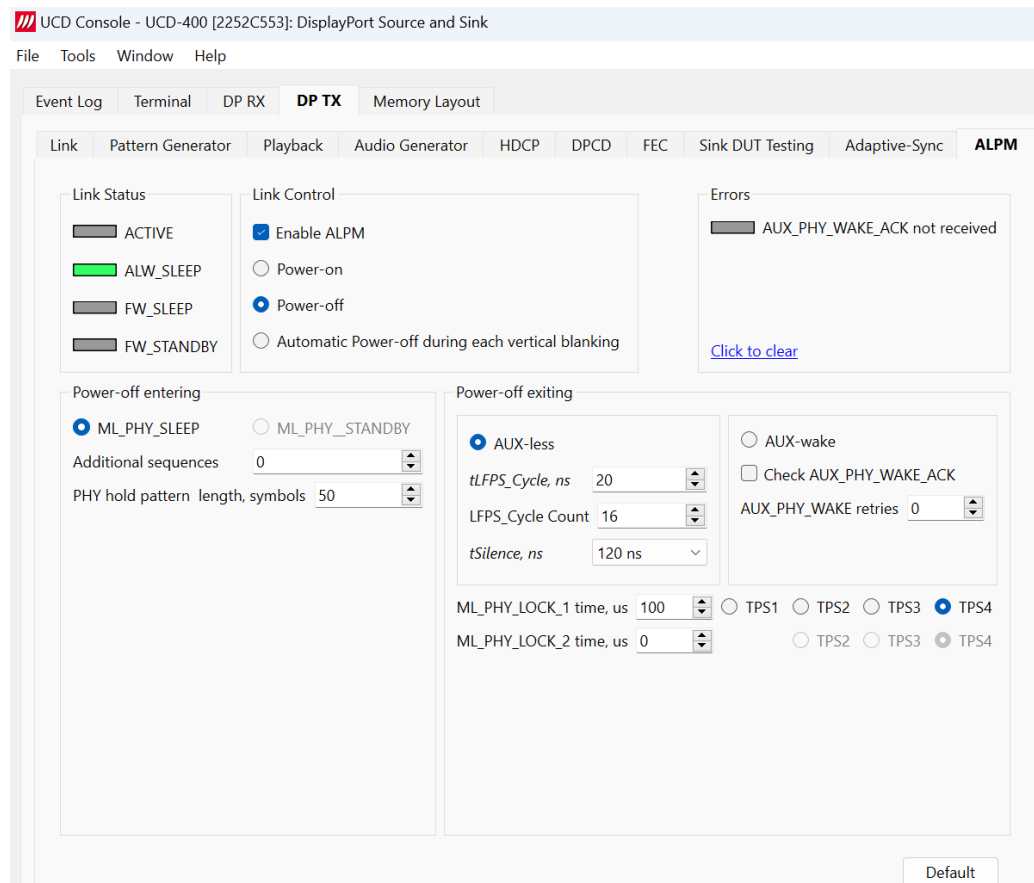 UCD Console - UCD-400 [2252C553]: DisplayPort Source and Sink
File Tools Window Help
Event Log Terminal DP RX DP TX Memory Layout
Link Pattern Generator Playback Audio Generator HDCP DPCD FEC Sink DUT Testing Adaptive-Sync ALPM
Link Status
ACTIVE
ALW_SLEEP
FW_SLEEP
FW_STANDBY
Link Control
Enable ALPM
Power-on
Power-off
Automatic Power-off during each vertical blanking
Errors
AUX_PHY_WAKE_ACK not received
Click to clear
Power-off entering
ML_PHY_SLEEP ML_PHY__STANDBY
Additional sequences 0
PHY hold pattern length, symbols 50
Power-off exiting
AUX-less
tLFPS_Cycle, ns 20
LFPS_Cycle Count 16
tSilence, ns 120 ns
AUX-wake
Check AUX_PHY_WAKE_ACK
AUX_PHY_WAKE retries 0
ML_PHY_LOCK_1 time, us 100 TPS1 TPS2 TPS3 TPS4
ML_PHY_LOCK_2 time, us 0 TPS2 TPS3 TPS4
Default